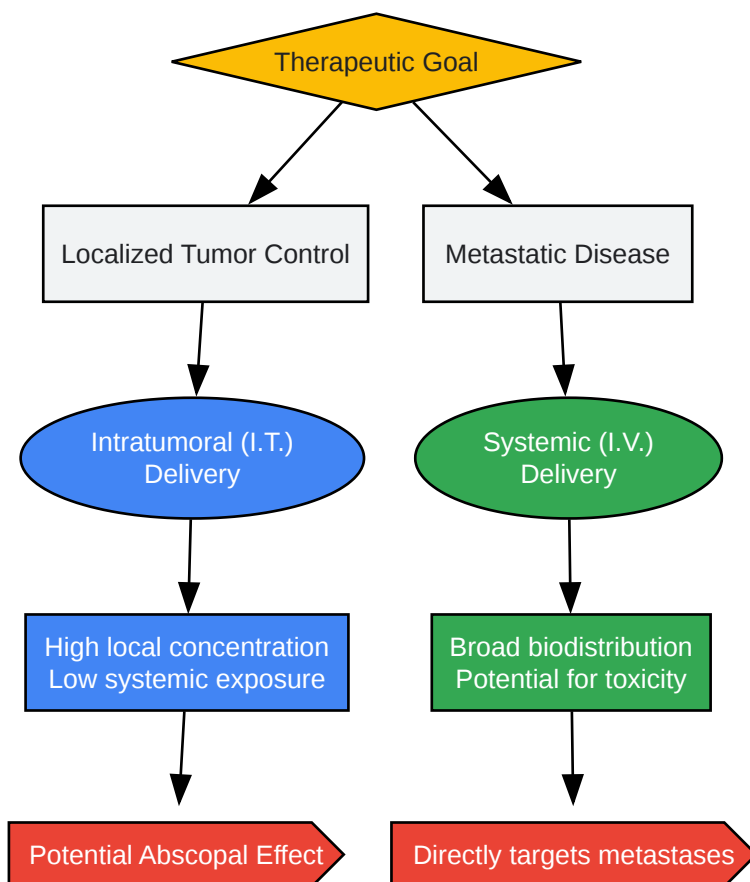 Therapeutic Goal
Localized Tumor Control
Metastatic Disease
Intratumoral (I.T.)
Delivery
Systemic (I.V.)
Delivery
High local concentration
Low systemic exposure
Broad biodistribution
Potential for toxicity
Potential Abscopal Effect
Directly targets metastases